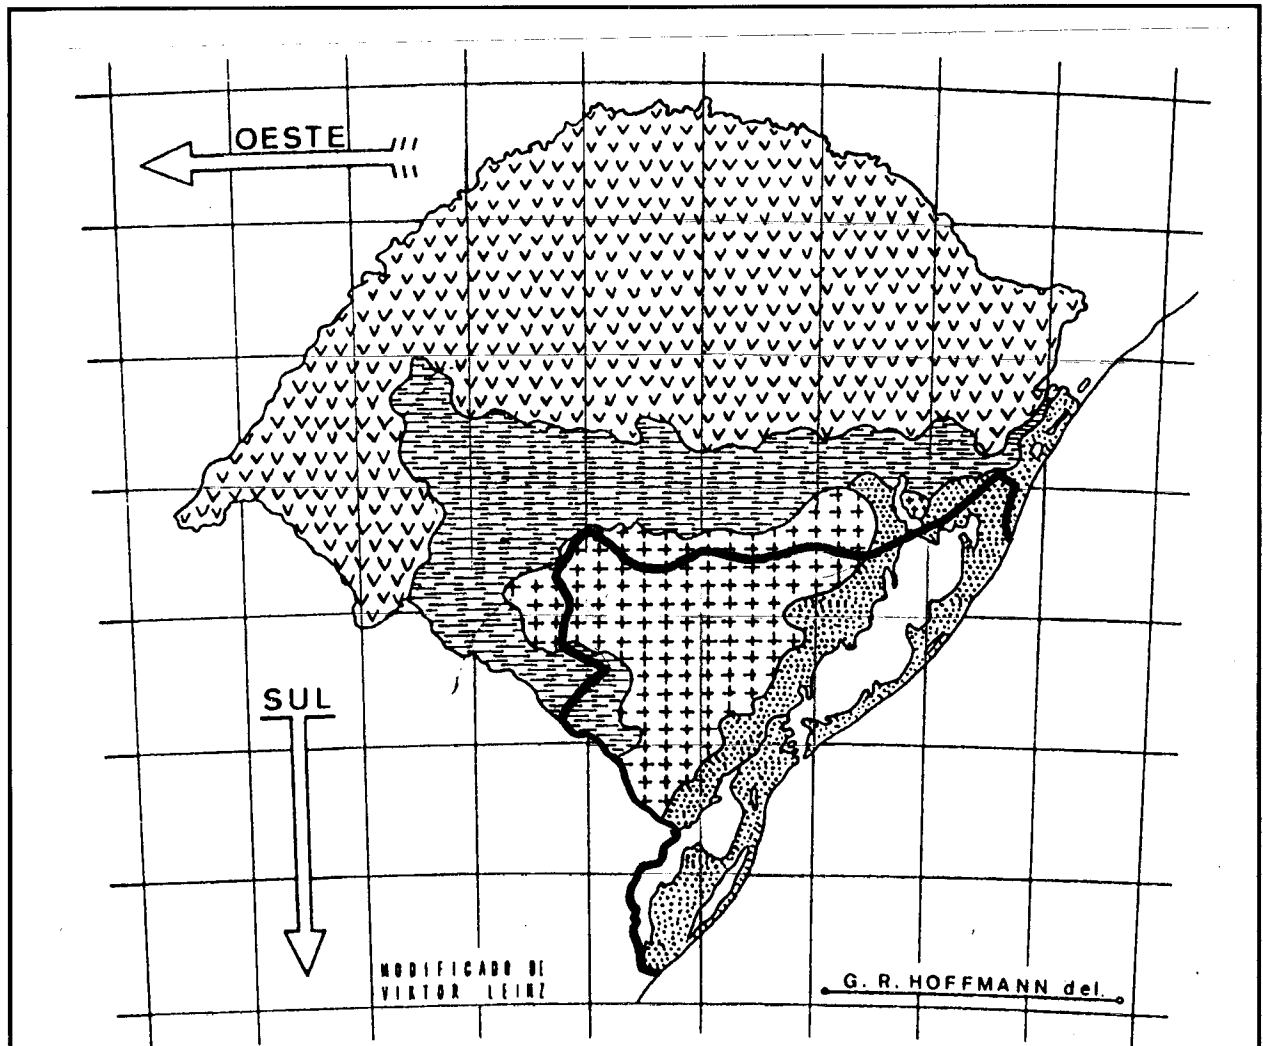 OESTE
SUL
MODIFICADO DE
VIKTOR LEINZ
G. R. HOFFMANN del.